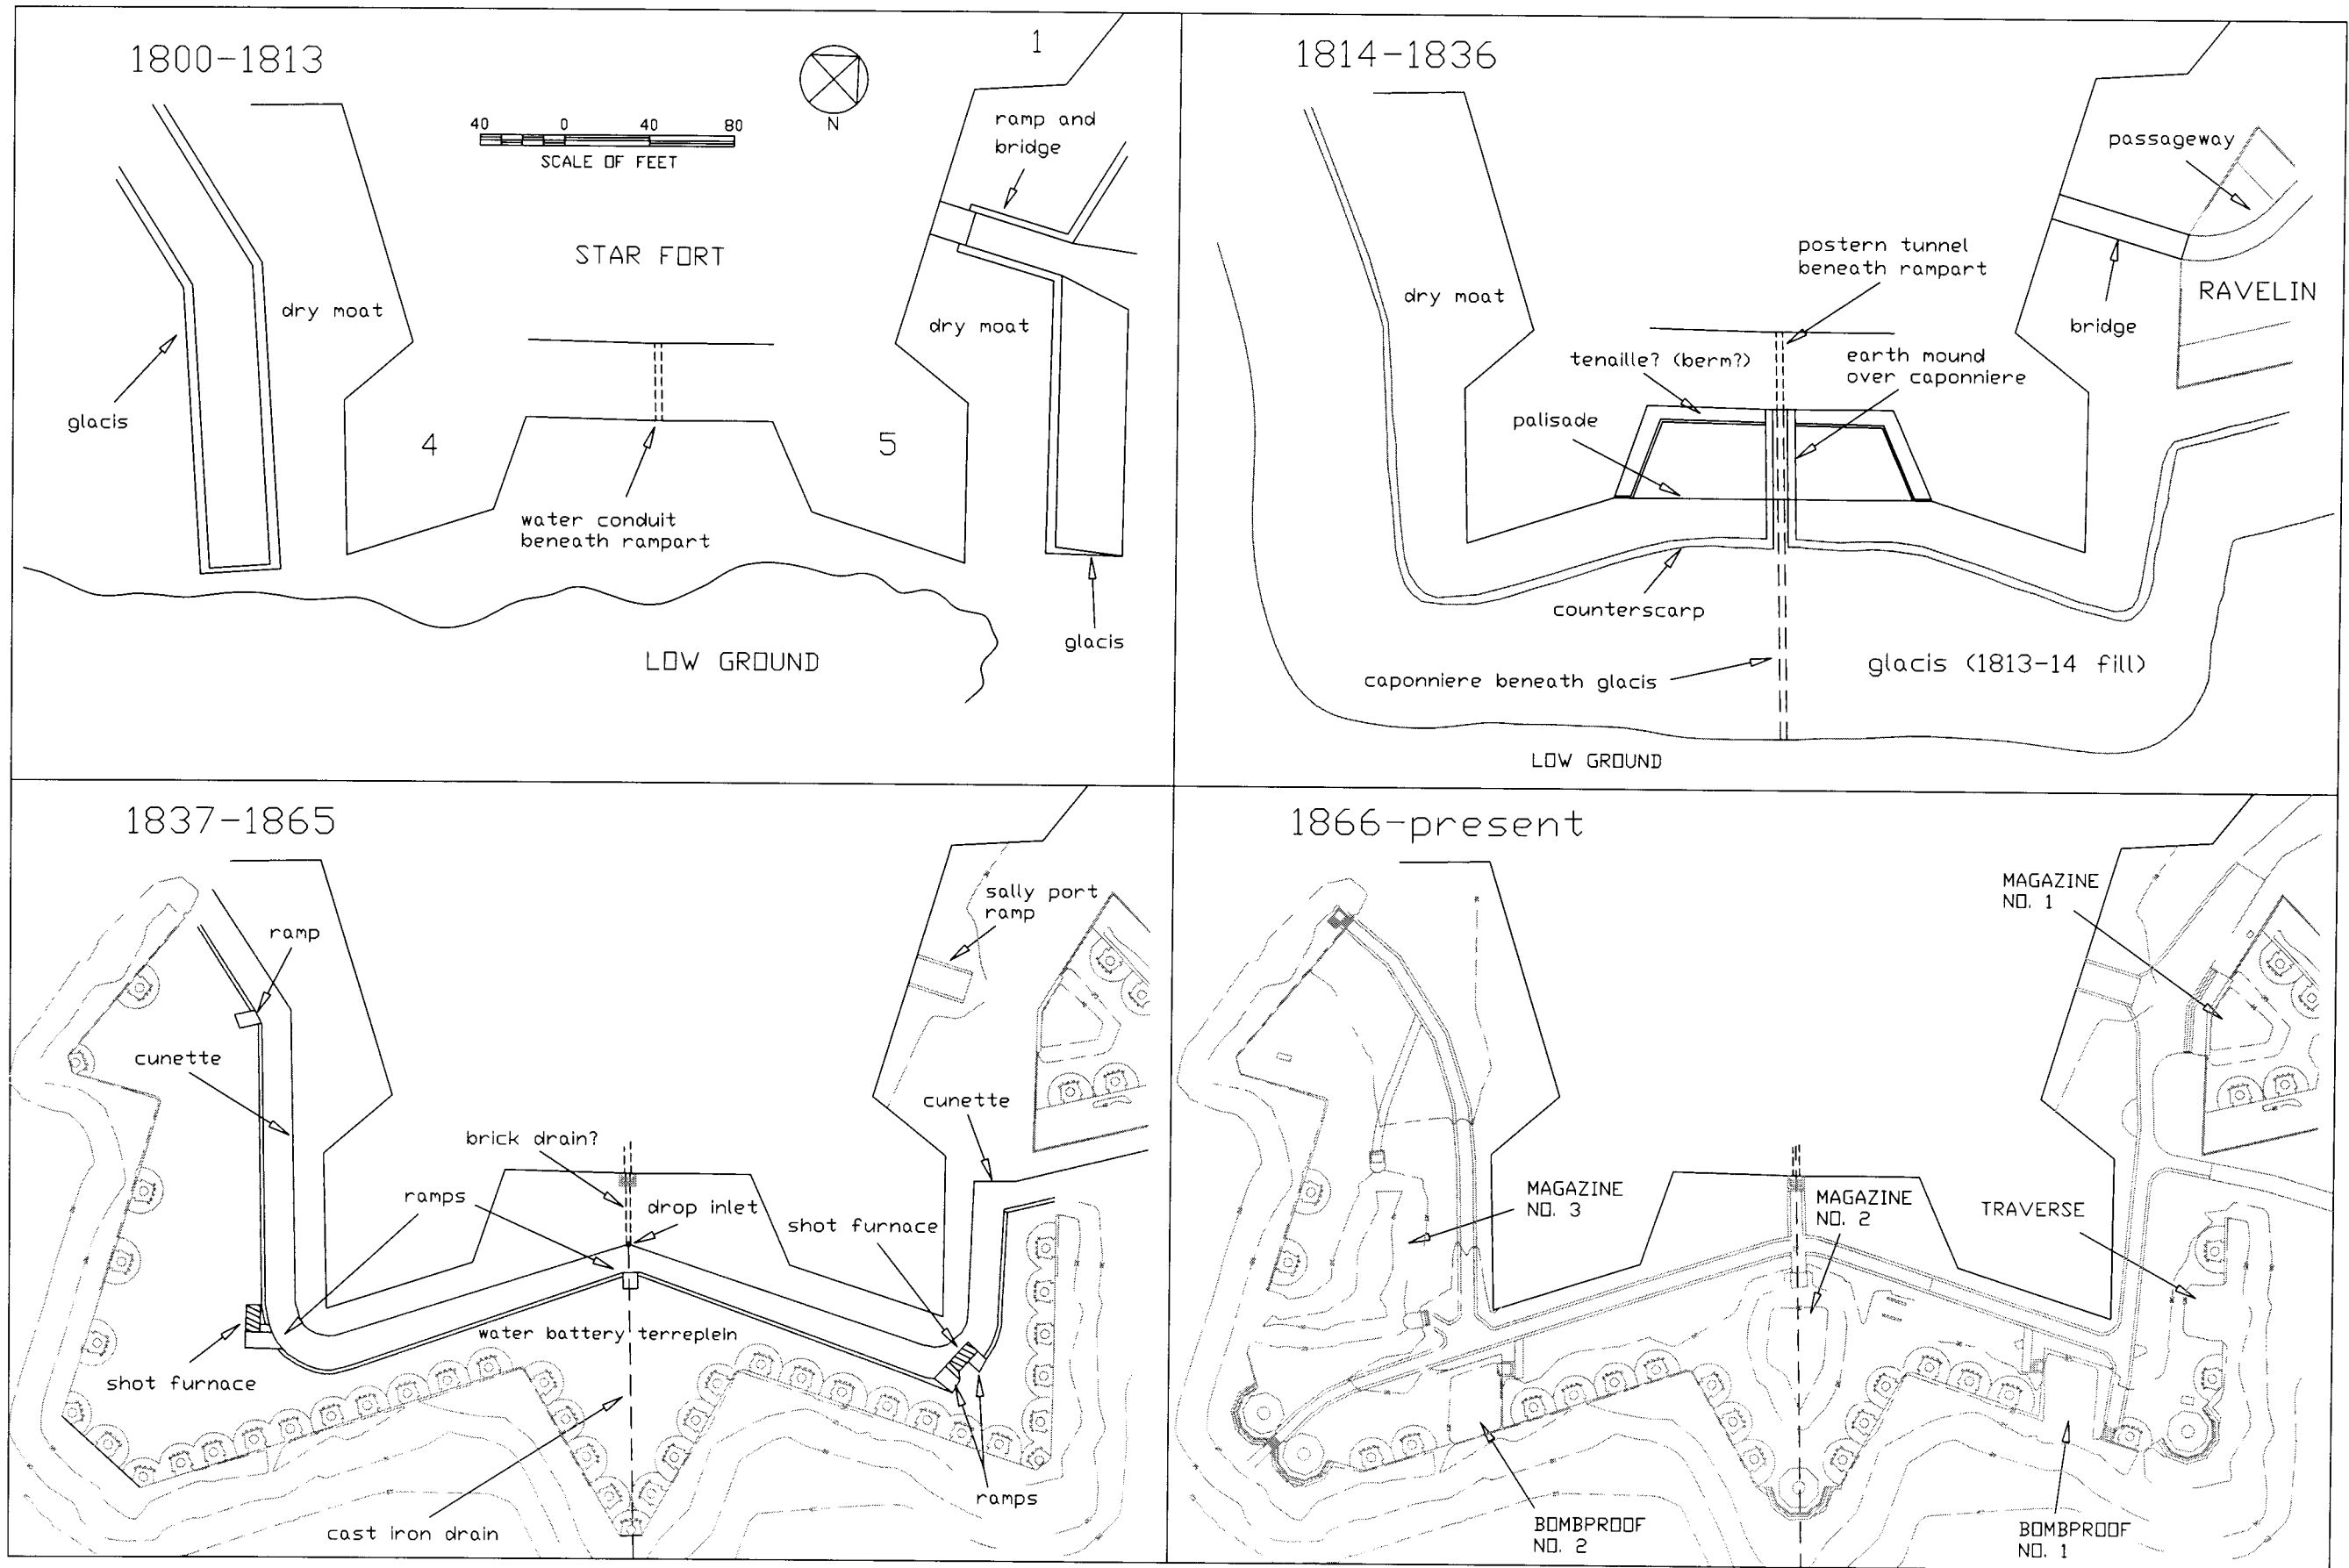 1800-1813
1
40 0 40 80
SCALE OF FEET
N
ramp and
bridge
STAR FORT
dry moat
dry moat
glacis
4
5
water conduit
beneath rampart
glacis
LOW GROUND
1814-1836
passageway
postern tunnel
beneath rampart
dry moat
RAVELIN
bridge
tenaille? (berm?)
earth mound
over caponniere
palisade
counterscarp
caponniere beneath glacis
glacis (1813-14 fill)
LOW GROUND
1837-1865
sally port
ramp
ramp
cunette
cunette
brick drain?
ramps
drop inlet
shot furnace
water battery terreplein
shot furnace
ramps
cast iron drain
1866-present
MAGAZINE
NO. 1
MAGAZINE
NO. 3
MAGAZINE
NO. 2
TRAVERSE
BOMBPROOF
NO. 2
BOMBPROOF
NO. 1